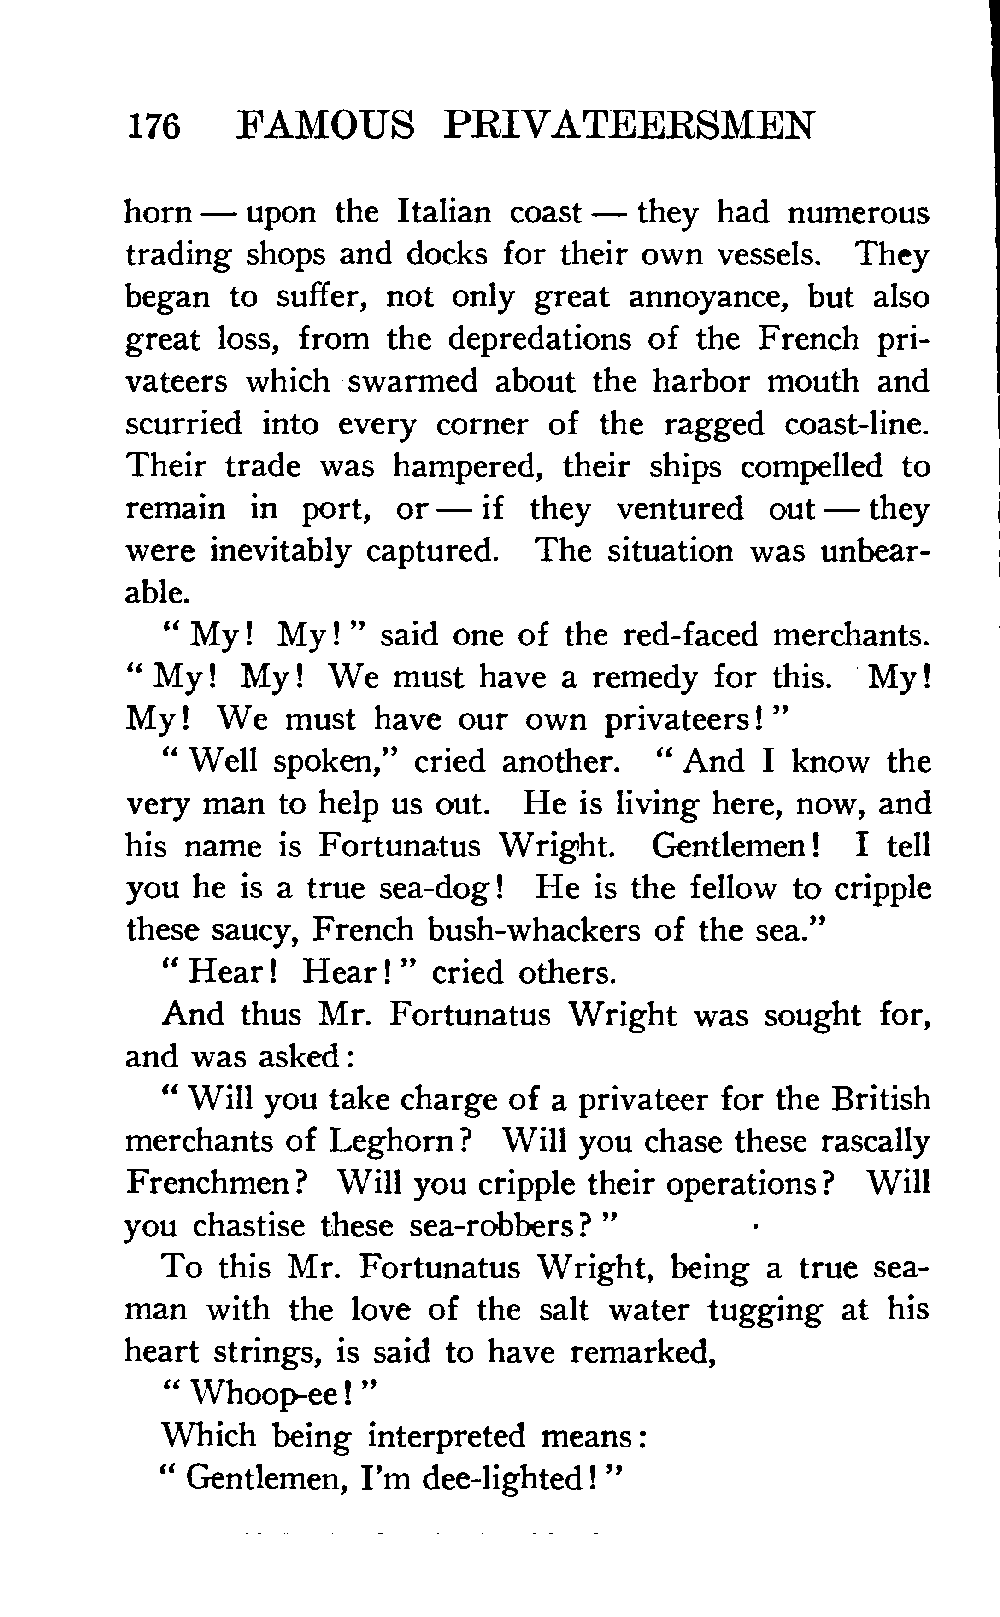 176 FAMOUS PRIVATEERSMEN
horn — upon the Italian coast — they had numerous
trading shops and docks for their own vessels. They
began to suffer, not only great annoyance, but also
great loss, from the depredations of the French pri-
vateers which swarmed about the harbor mouth and
scurried into every corner of the ragged coast-line.
Their trade was hampered, their ships compelled to
remain in port, or — if they ventured out — they
were inevitably captured. The situation was unbear-
able.
“ My! My! ” said one of the red-faced merchants.
“ My! My! We must have a remedy for this. My!
My! We must have our own privateers! ”
“ Well spoken,” cried another. “ And I know the
very man to help us out. He is living here, now, and
his name is Fortunatus Wright. Gentlemen! I tell
you he is a true sea-dog! He is the fellow to cripple
these saucy, French bush-whackers of the sea.”
“ Hear! Hear! ” cried others.
And thus Mr. Fortunatus Wright was sought for,
and was asked:
“ Will you take charge of a privateer for the British
merchants of Leghorn? Will you chase these rascally
Frenchmen? Will you cripple their operations? Will
you chastise these sea-robbers? ”
To this Mr. Fortunatus Wright, being a true sea-
man with the love of the salt water tugging at his
heart strings, is said to have remarked,
“ Whoop-ee! ”
Which being interpreted means:
“ Gentlemen, I’m dee-lighted! ”